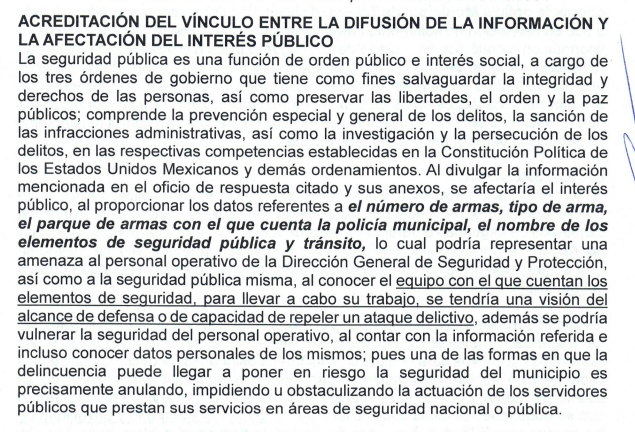 ACREDITACIÓN DEL VÍNCULO ENTRE LA DIFUSIÓN DE LA INFORMACIÓN Y
LA AFECTACIÓN DEL INTERÉS PÚBLICO
La seguridad pública es una función de orden público e interés social, a cargo de
los tres órdenes de gobierno que tiene como fines salvaguardar la integridad y
derechos de las personas, así como preservar las libertades, el orden y la paz
públicos; comprende la prevención especial y general de los delitos, la sanción de
las infracciones administrativas, así como la investigación y la persecución de los
delitos, en las respectivas competencias establecidas en la Constitución Política de
los Estados Unidos Mexicanos y demás ordenamientos. Al divulgar la información
mencionada en el oficio de respuesta citado y sus anexos, se afectaría el interés
público, al proporcionar los datos referentes a el número de armas, tipo de arma,
el parque de armas con el que cuenta la policía municipal, el nombre de los
elementos de seguridad pública y tránsito, lo cual podría representar una
amenaza al personal operativo de la Dirección General de Seguridad y Protección,
así como a la seguridad pública misma, al conocer el equipo con el que cuentan los
elementos de seguridad, para llevar a cabo su trabajo, se tendría una visión del
alcance de defensa o de capacidad de repeler un ataque delictivo, además se podría
vulnerar la seguridad del personal operativo, al contar con la información referida e
incluso conocer datos personales de los mismos; pues una de las formas en que la
delincuencia puede llegar a poner en riesgo la seguridad del municipio es
precisamente anulando, impidiendo u obstaculizando la actuación de los servidores
públicos que prestan sus servicios en áreas de seguridad nacional o pública.